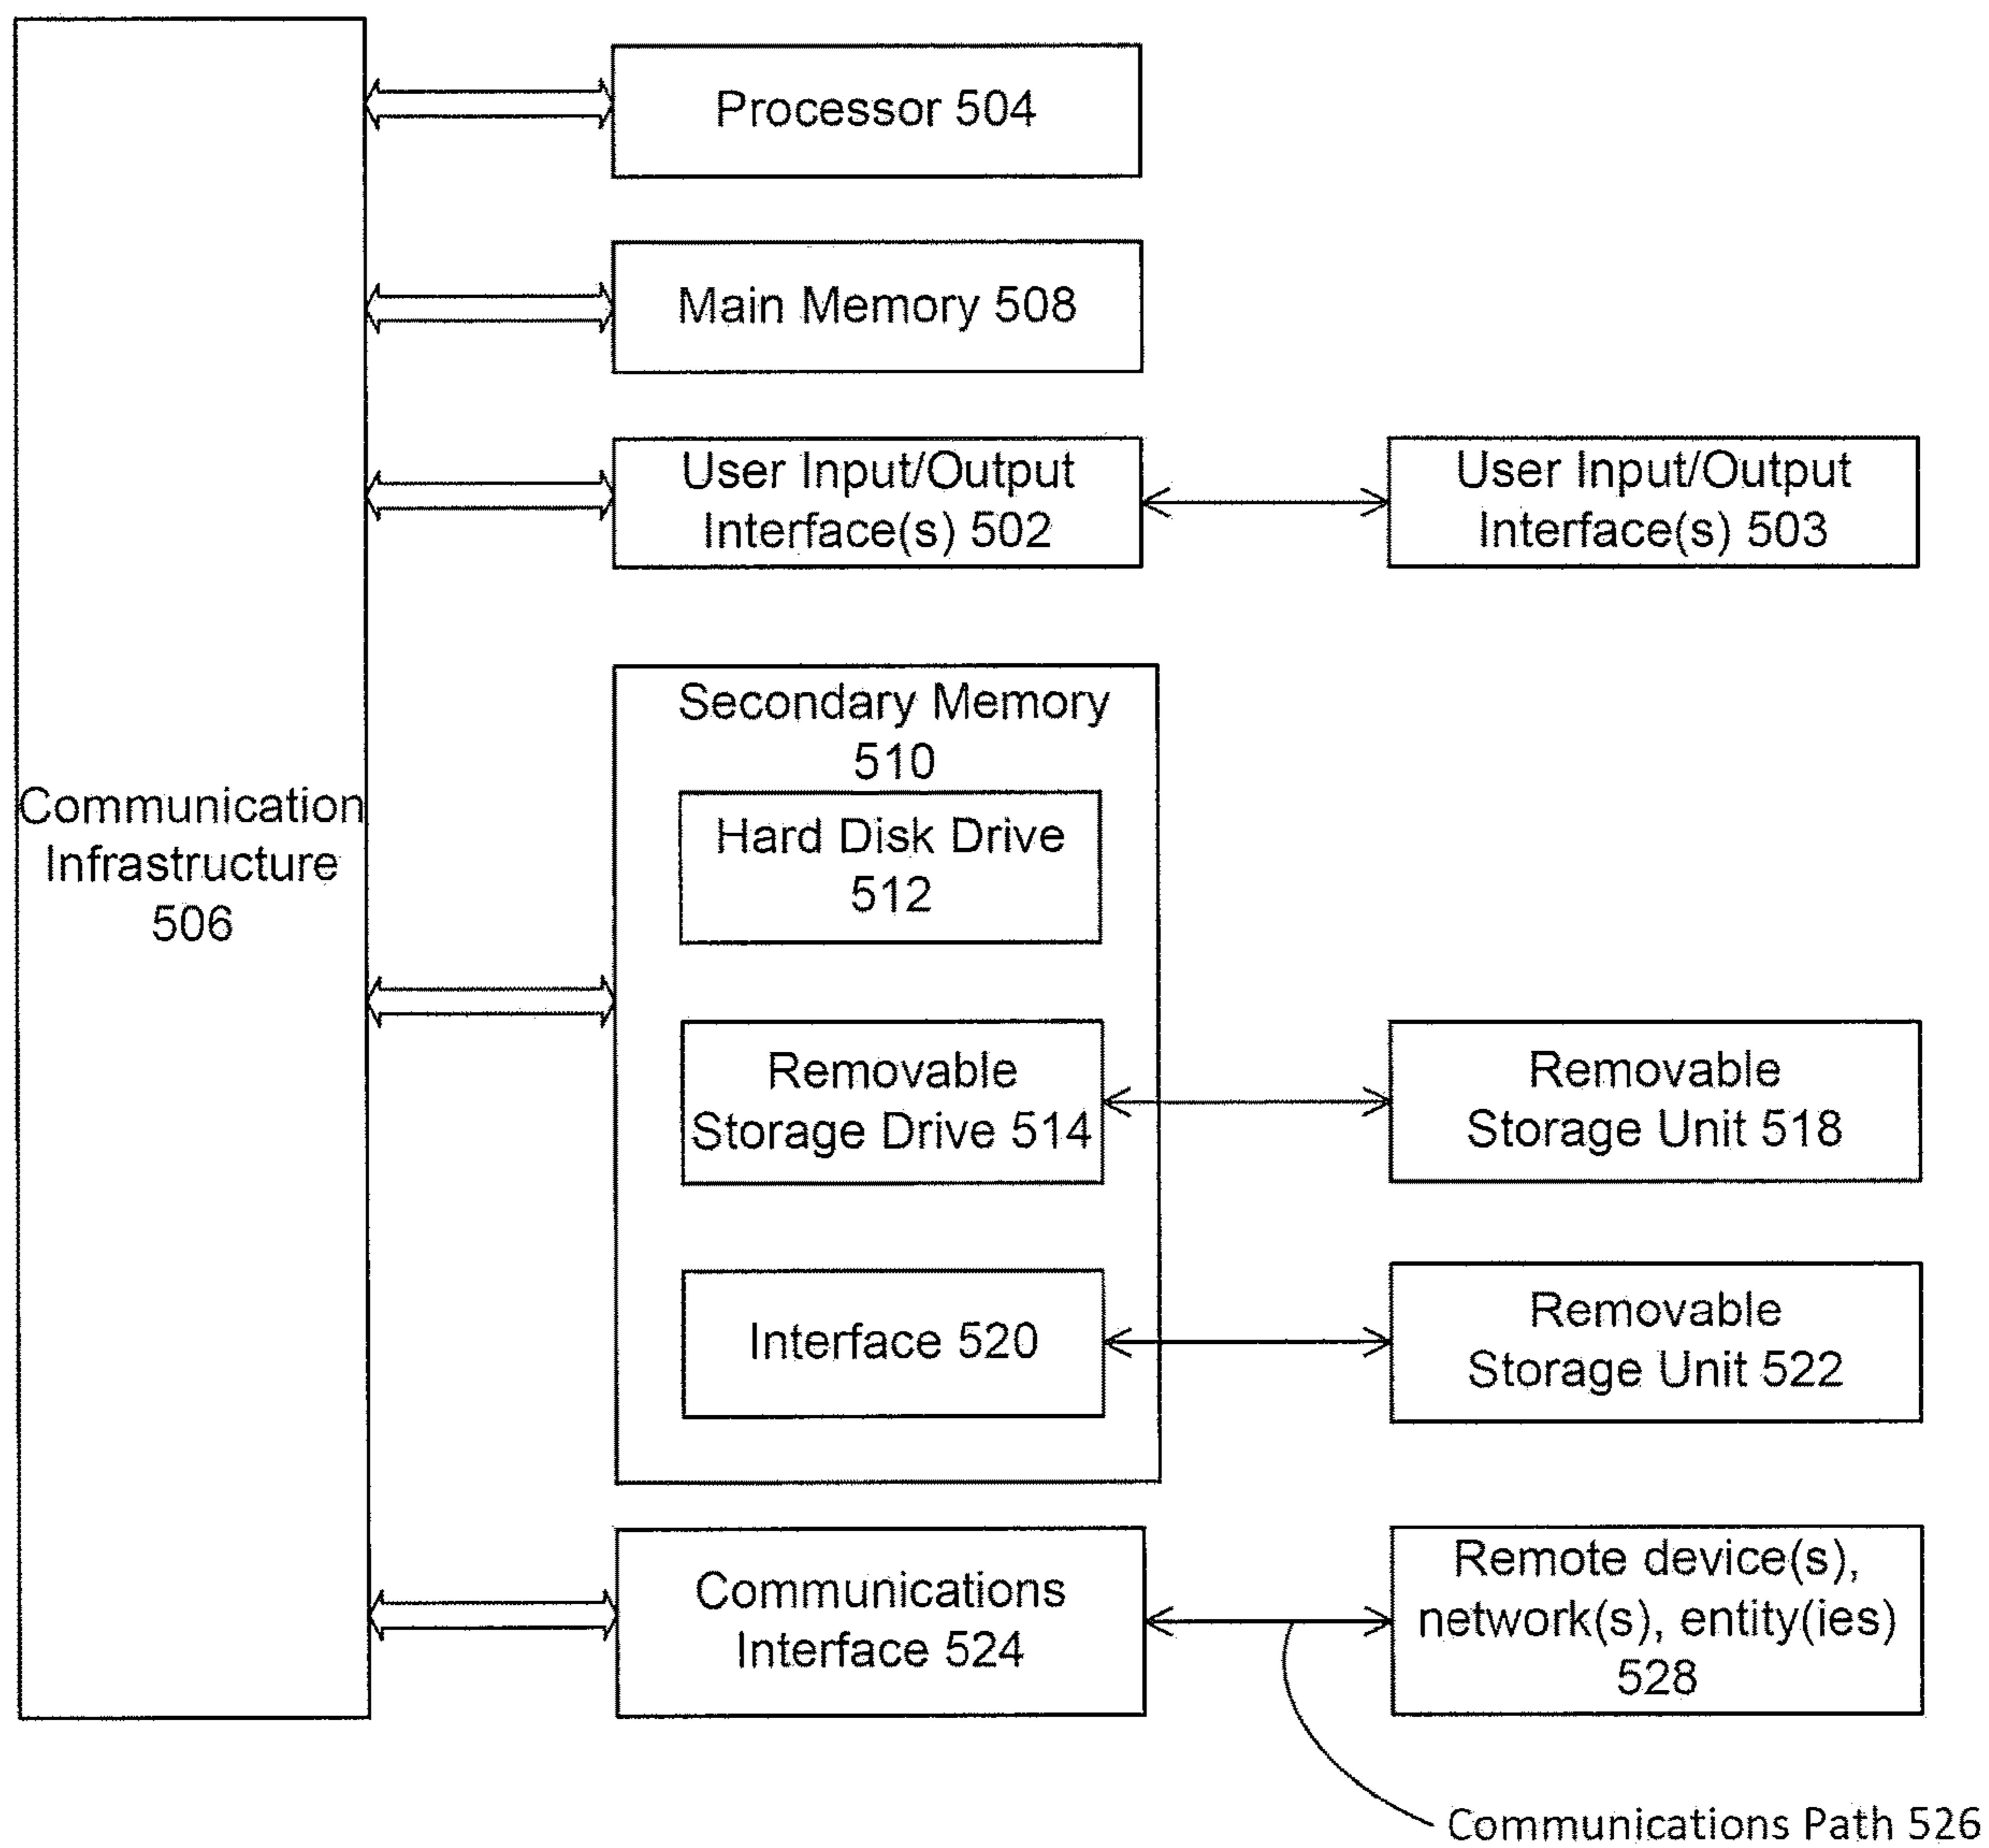 Processor 504
Main Memory 508
User Input/Output
Interface(s) 502
User Input/Output
Interface(s) 503
Communication
Infrastructure
506
Secondary Memory
510
Hard Disk Drive
512
Removable
Storage Drive 514
Removable
Storage Unit 518
Interface 520
Removable
Storage Unit 522
Communications
Interface 524
Remote device(s),
network(s), entity(ies)
528
Communications Path 526